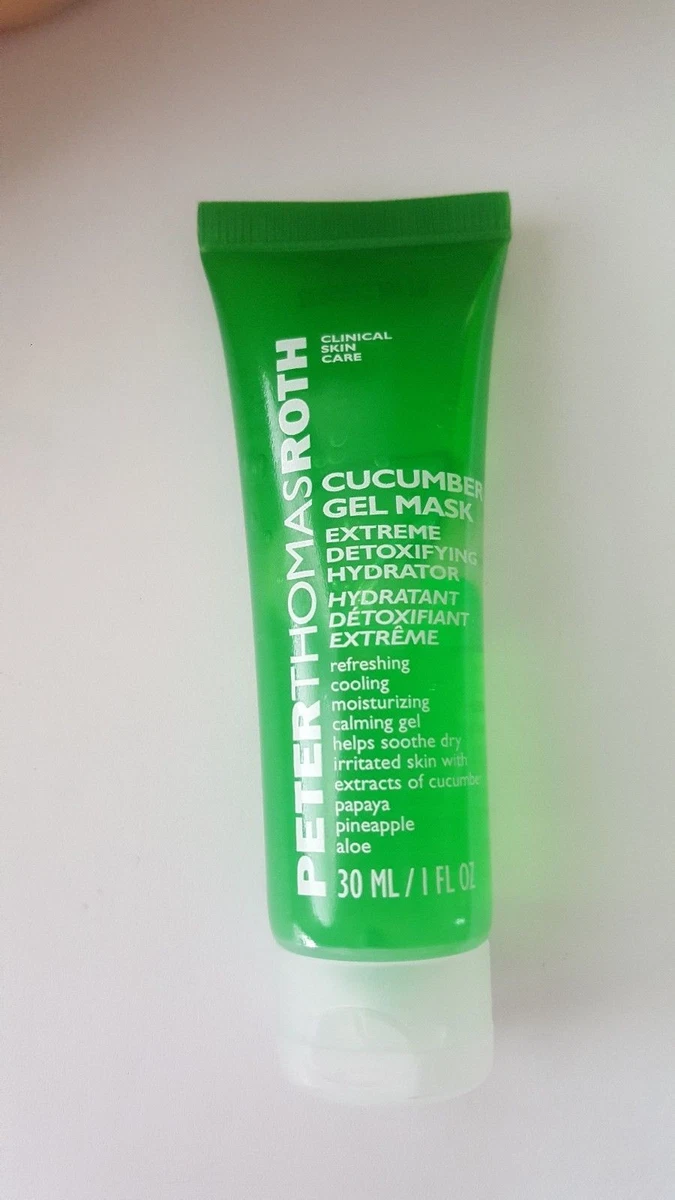 PETERTHOMASROTH
CLINICAL
SKIN
CARE
CUCUMBER
GEL MASK
EXTREME
DETOXIFYING
HYDRATOR
HYDRATANT
DÉTOXIFIANT
EXTRÊME
refreshing
cooling
moisturizing
calming gel
helps soothe dry
irritated skin with
extracts of cucumber
papaya
pineapple
aloe
30 ML / 1 FL OZ